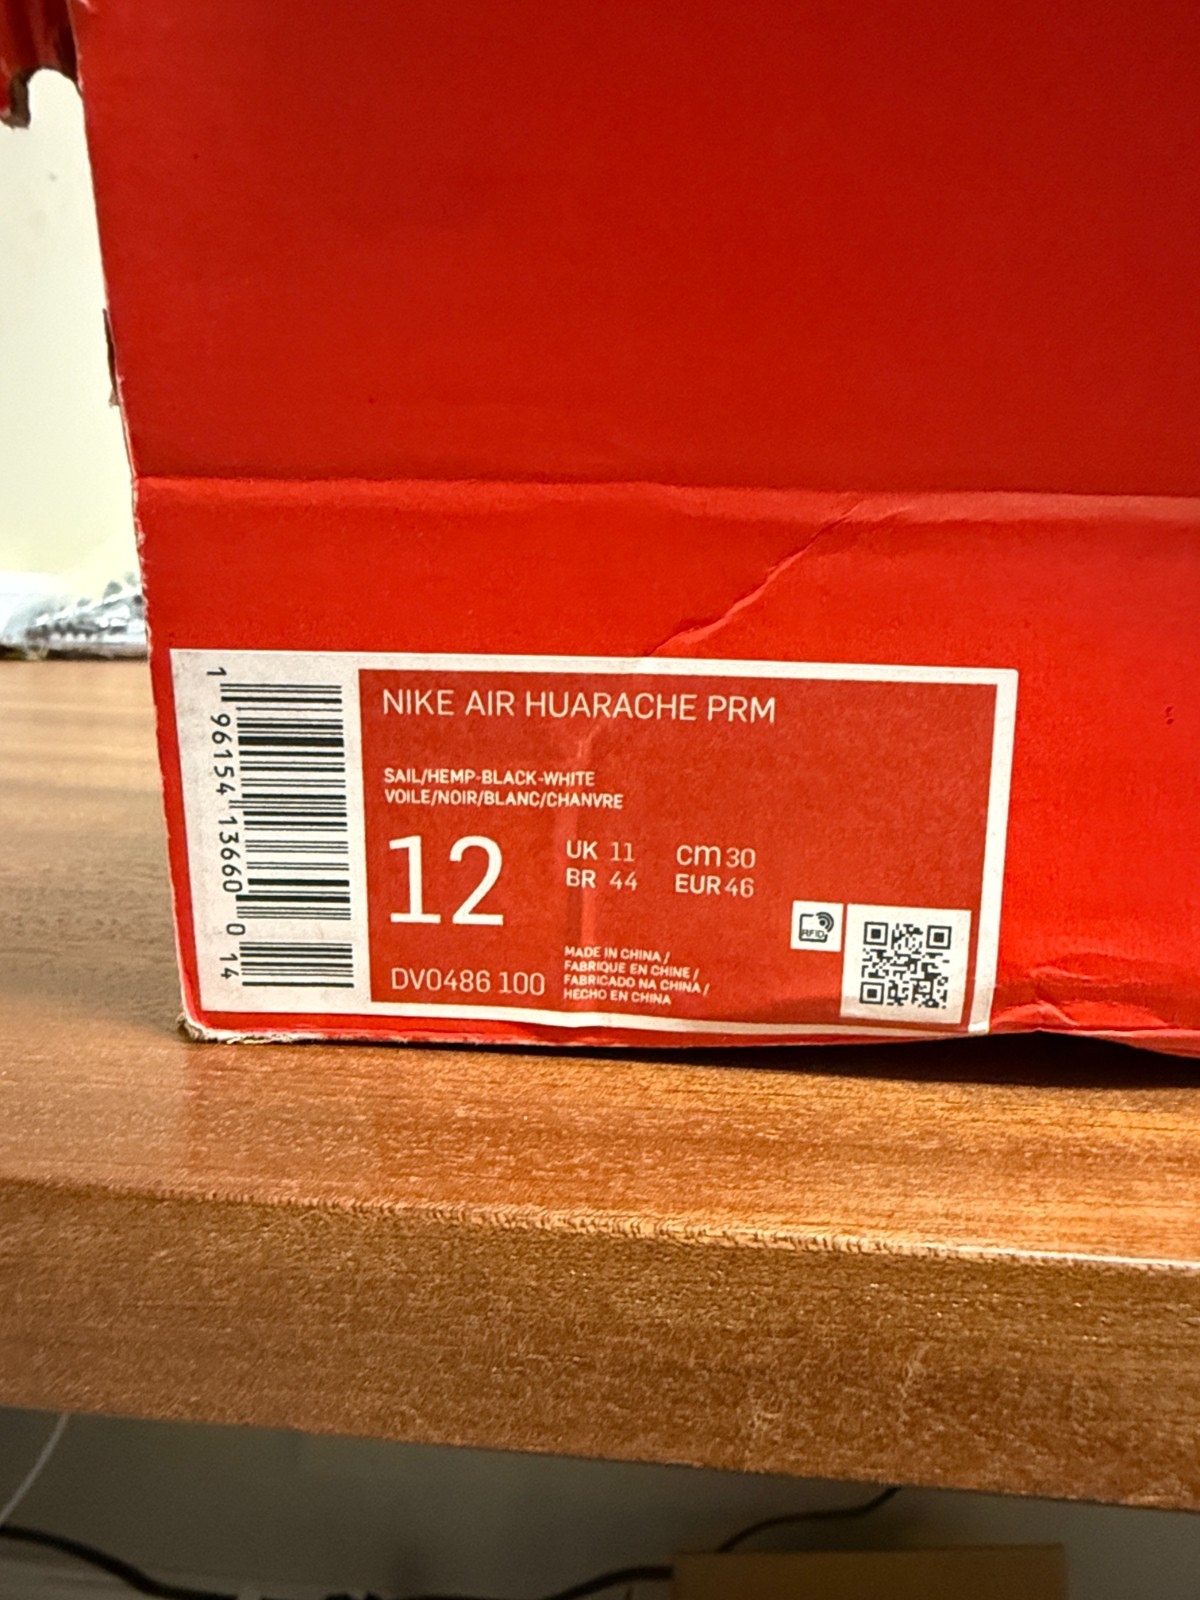 NIKE AIR HUARACHE PRM
SAIL/HEMP-BLACK-WHITE
VOILE/NOIR/BLANC/CHANVRE
12
UK 11 cm 30
BR 44 EUR 46
DV0486 100
MADE IN CHINA /
FABRIQUE EN CHINE /
FABRICADO NA CHINA /
HECHO EN CHINA
RFID
1 96154 13660 0 14